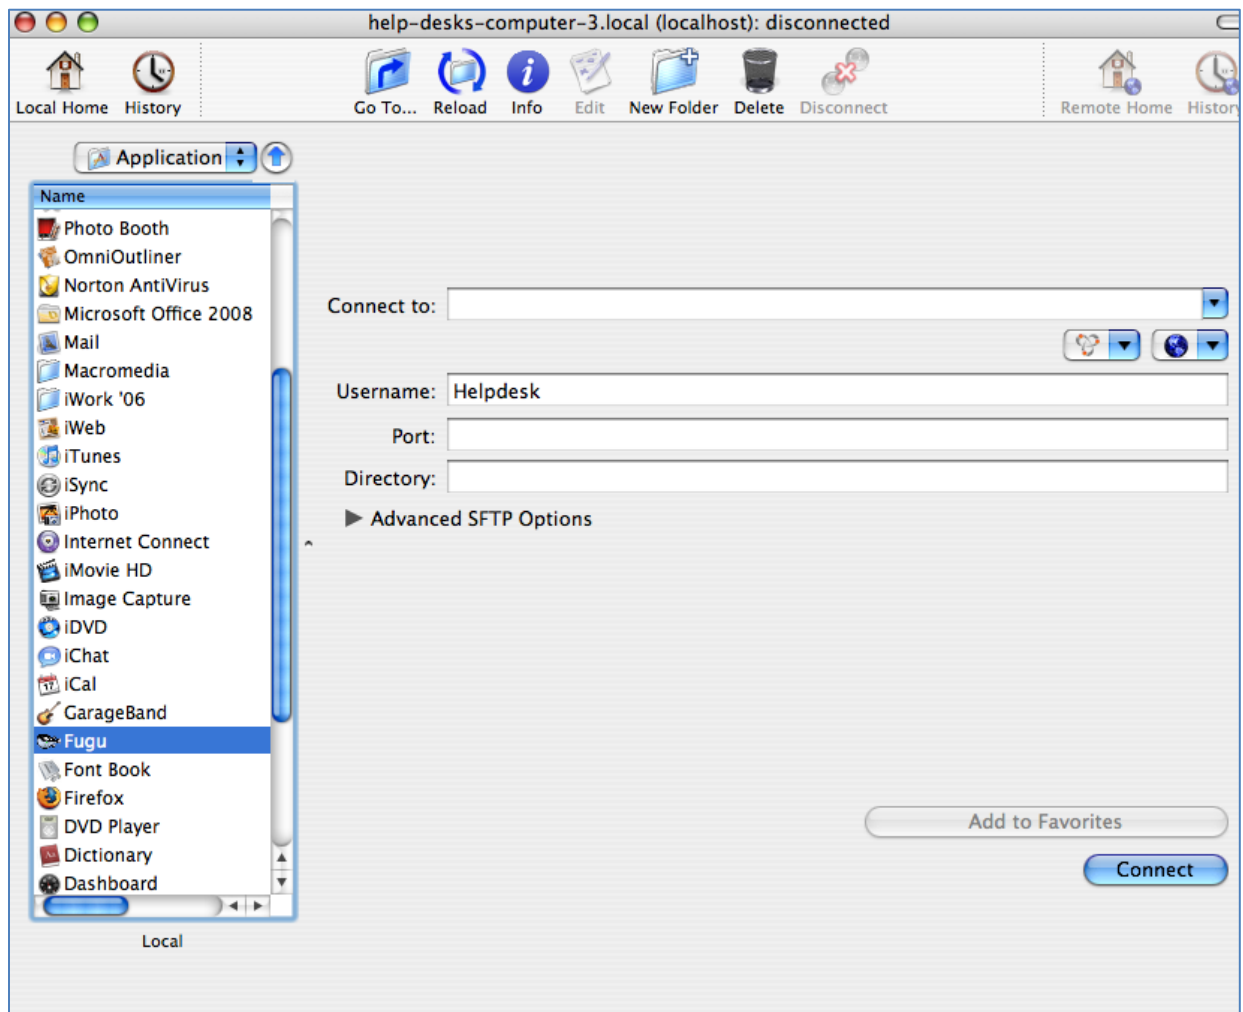 help-desks-computer-3.local (localhost): disconnected
Local Home History Go To... Reload Info Edit New Folder Delete Disconnect Remote Home History
Application
Name
Photo Booth
OmniOutliner
Norton AntiVirus
Microsoft Office 2008
Mail
Macromedia
iWork '06
iWeb
iTunes
iSync
iPhoto
Internet Connect
iMovie HD
Image Capture
iDVD
iChat
iCal
GarageBand
Fugu
Font Book
Firefox
DVD Player
Dictionary
Dashboard
Local
Connect to:
Username: Helpdesk
Port:
Directory:
Advanced SFTP Options
Add to Favorites
Connect